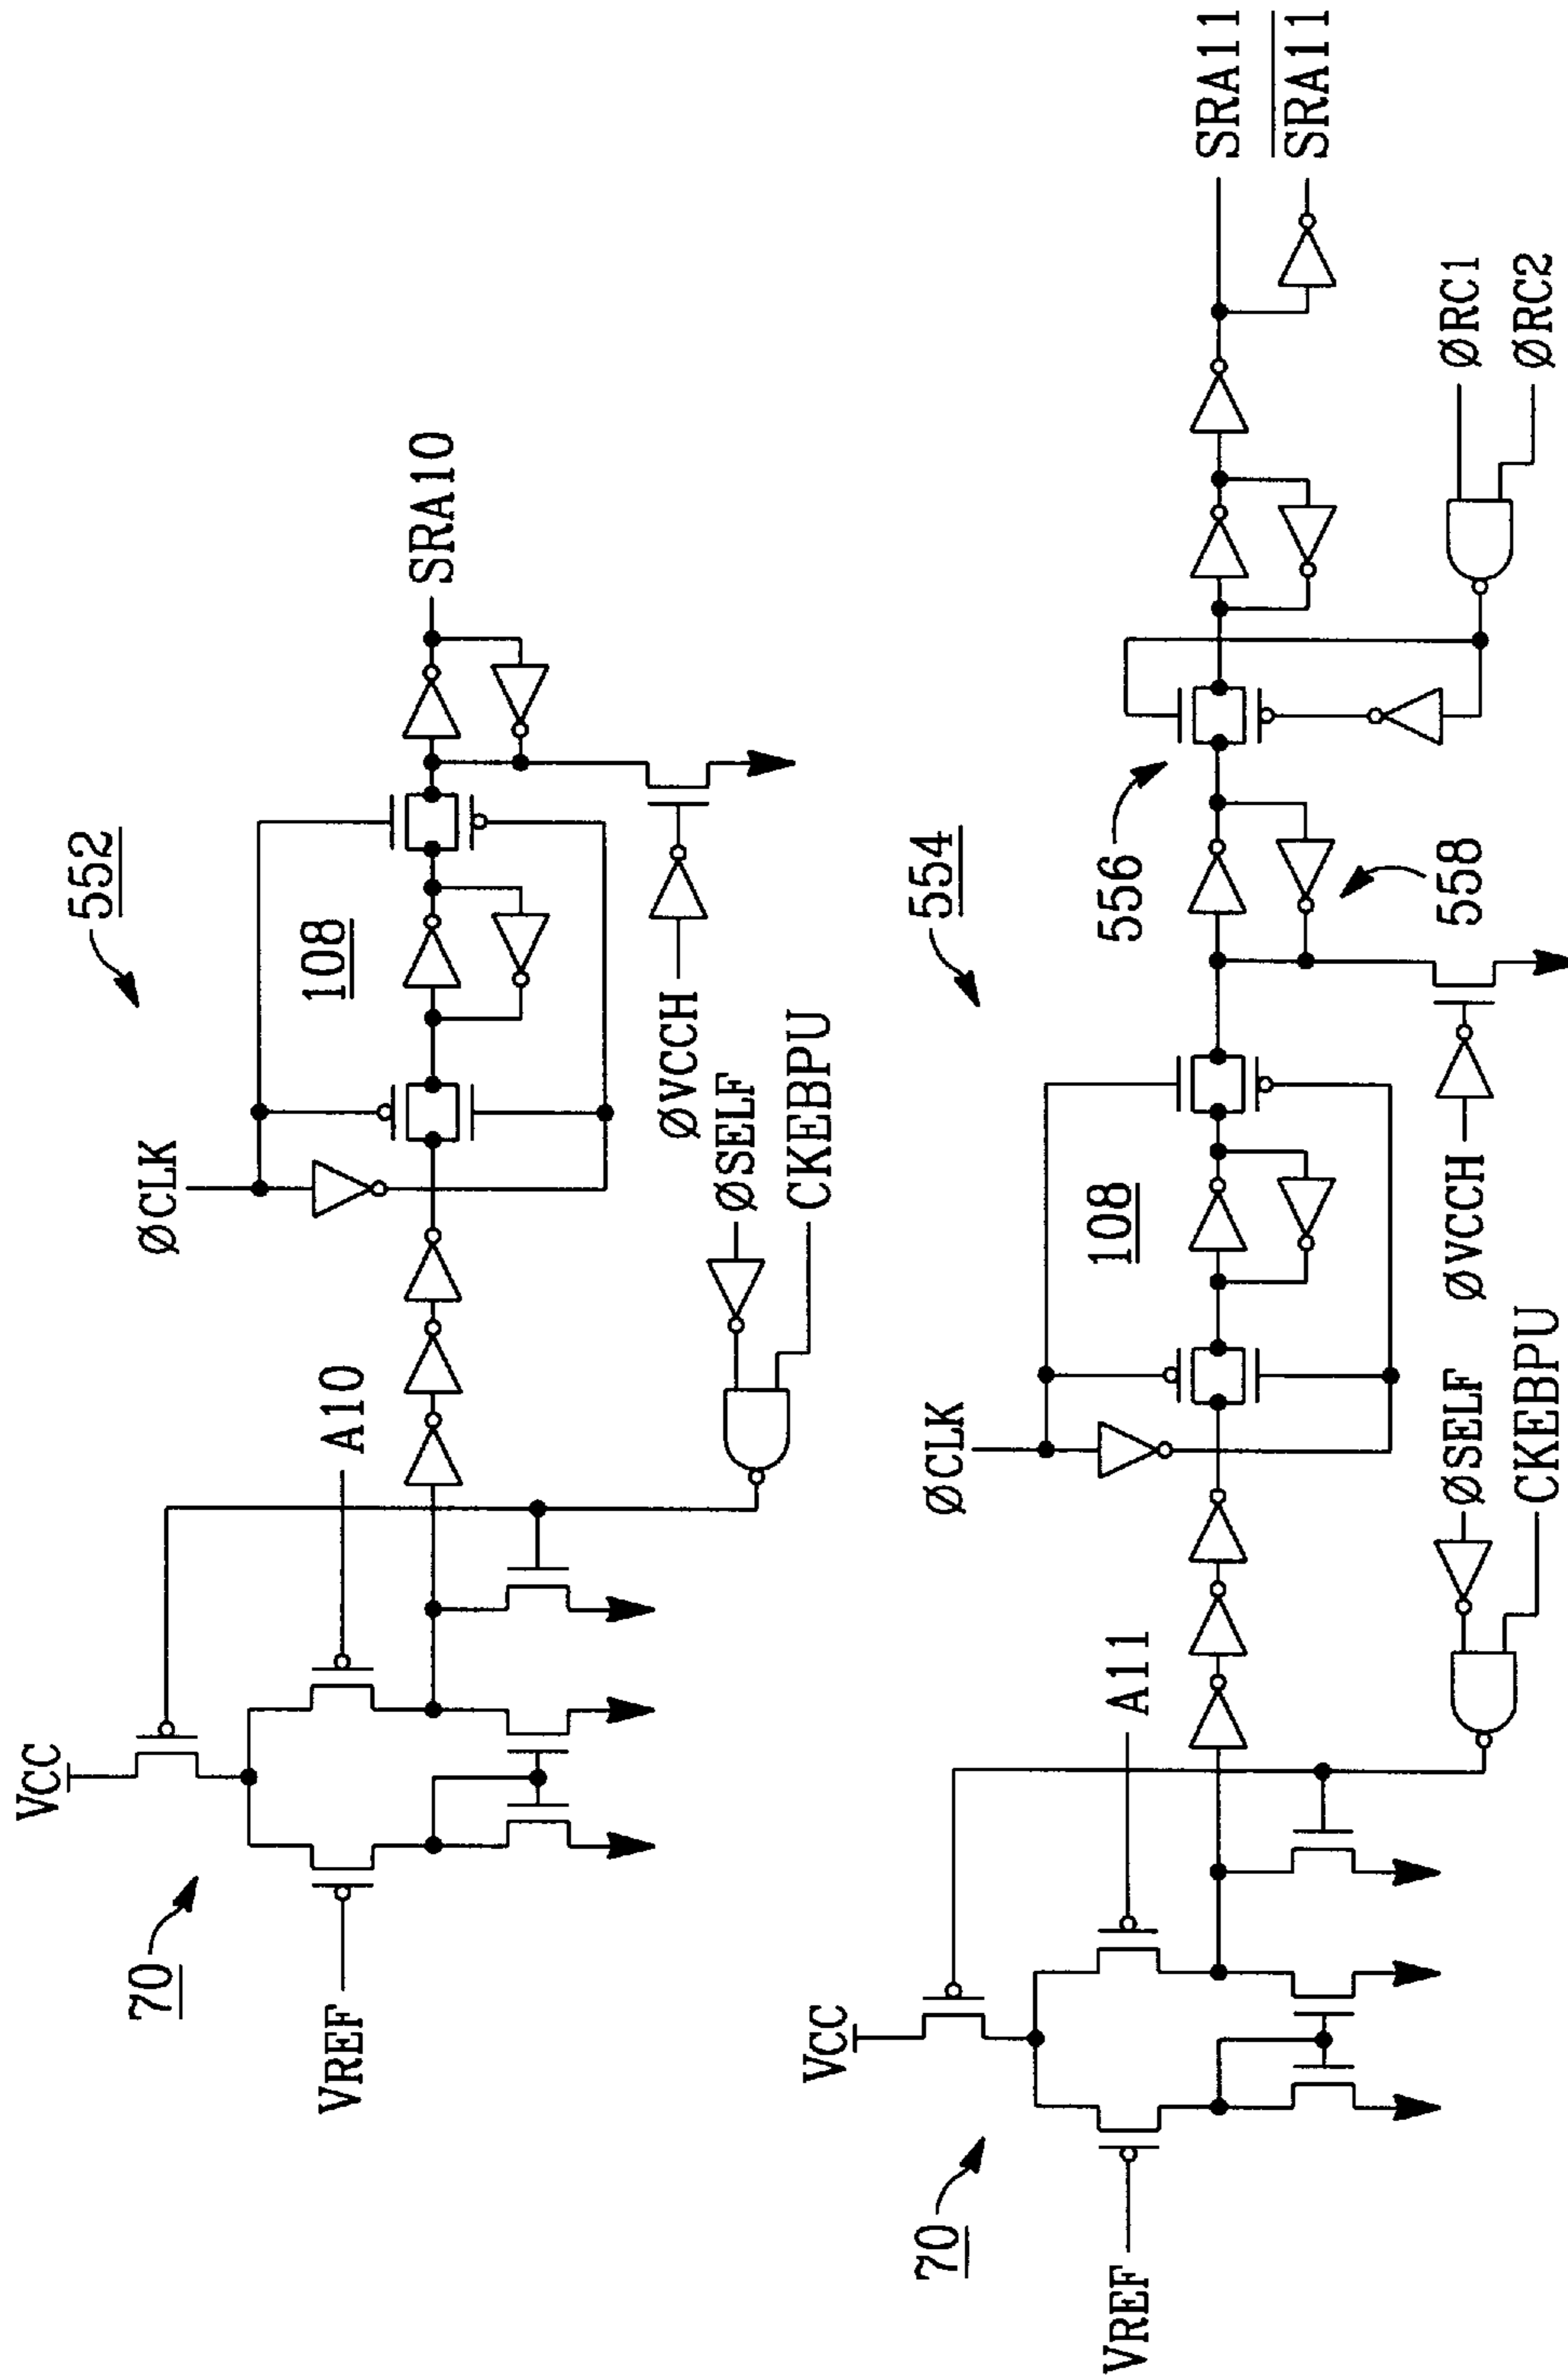 552
70
VCC
VREF
A10
ØCLK
108
SRA10
ØVCCH
ØSELF
CKEBPU
554
70
VCC
VREF
A11
ØCLK
108
556
558
SRA11
SRA11
ØRC1
ØRC2
ØVCCH
ØSELF
CKEBPU